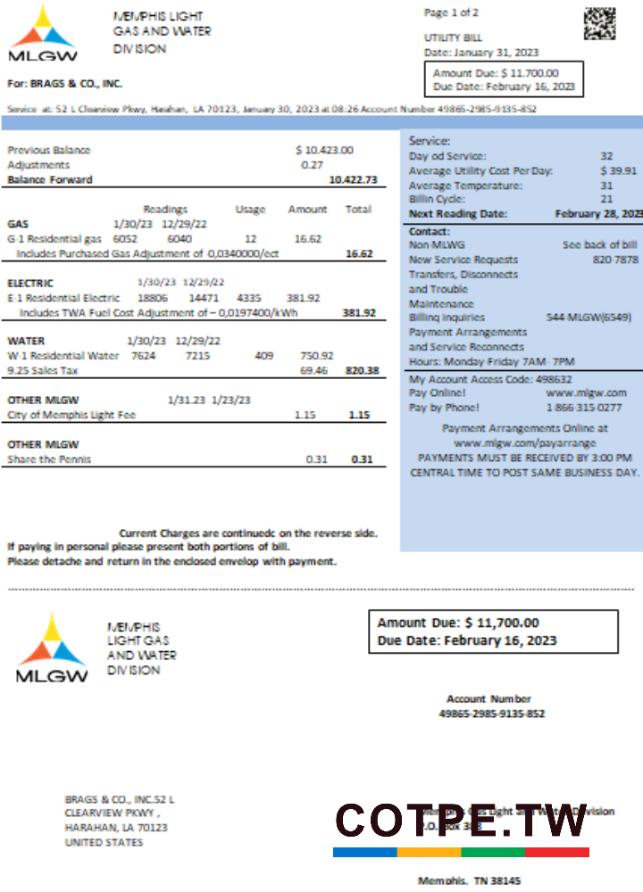 MLGW
MEMPHIS LIGHT
GAS AND WATER
DIVISION
Page 1 of 2
UTILITY BILL
Date: January 31, 2023
Amount Due: $ 11.700.00
Due Date: February 16, 2023
For: BRAGS & CO., INC.
Service at: 52 L Clearview Pkwy, Harahan, LA 70123, January 30, 2023 at 08:26 Account Number 49865-2985-9135-852
Previous Balance $ 10.423.00
Adjustments 0.27
Balance Forward 10.422.73
Readings Usage Amount Total
GAS 1/30/23 12/29/22
G-1 Residential gas 6052 6040 12 16.62
Includes Purchased Gas Adjustment of 0,0340000/ect 16.62
ELECTRIC 1/30/23 12/29/22
E-1 Residential Electric 18806 14471 4335 381.92
Includes TWA Fuel Cost Adjustment of – 0,0197400/kWh 381.92
WATER 1/30/23 12/29/22
W-1 Residential Water 7624 7215 409 750.92
9.25 Sales Tax 69.46 820.38
OTHER MLGW 1/31.23 1/23/23
City of Memphis Light Fee 1.15 1.15
OTHER MLGW
Share the Pennis 0.31 0.31
Service:
Day od Service: 32
Average Utility Cost Per Day: $ 39.91
Average Temperature: 31
Billin Cycle: 21
Next Reading Date: February 28, 2023
Contact:
Non-MLWG See back of bill
New Service Requests 820-7878
Transfers, Disconnects
and Trouble
Maintenance
Billing inquiries 544-MLGW(6549)
Payment Arrangements
and Service Reconnects
Hours: Monday-Friday 7AM- 7PM
My Account Access Code: 498632
Pay Online! www.mlgw.com
Pay by Phone! 1-866-315-0277
Payment Arrangements Online at
www.mlgw.com/payarrange
PAYMENTS MUST BE RECEIVED BY 3:00 PM
CENTRAL TIME TO POST SAME BUSINESS DAY.
Current Charges are continuedc on the reverse side.
If paying in personal please present both portions of bill.
Please detache and return in the enclosed envelop with payment.
MLGW
MEMPHIS
LIGHT GAS
AND WATER
DIVISION
Amount Due: $ 11,700.00
Due Date: February 16, 2023
Account Number
49865-2985-9135-852
BRAGS & CO., INC.52 L
CLEARVIEW PKWY ,
HARAHAN, LA 70123
UNITED STATES
Memphis Gas Light and Water Division
P.O. Box
COTPE.TW
Memphis. TN 38145